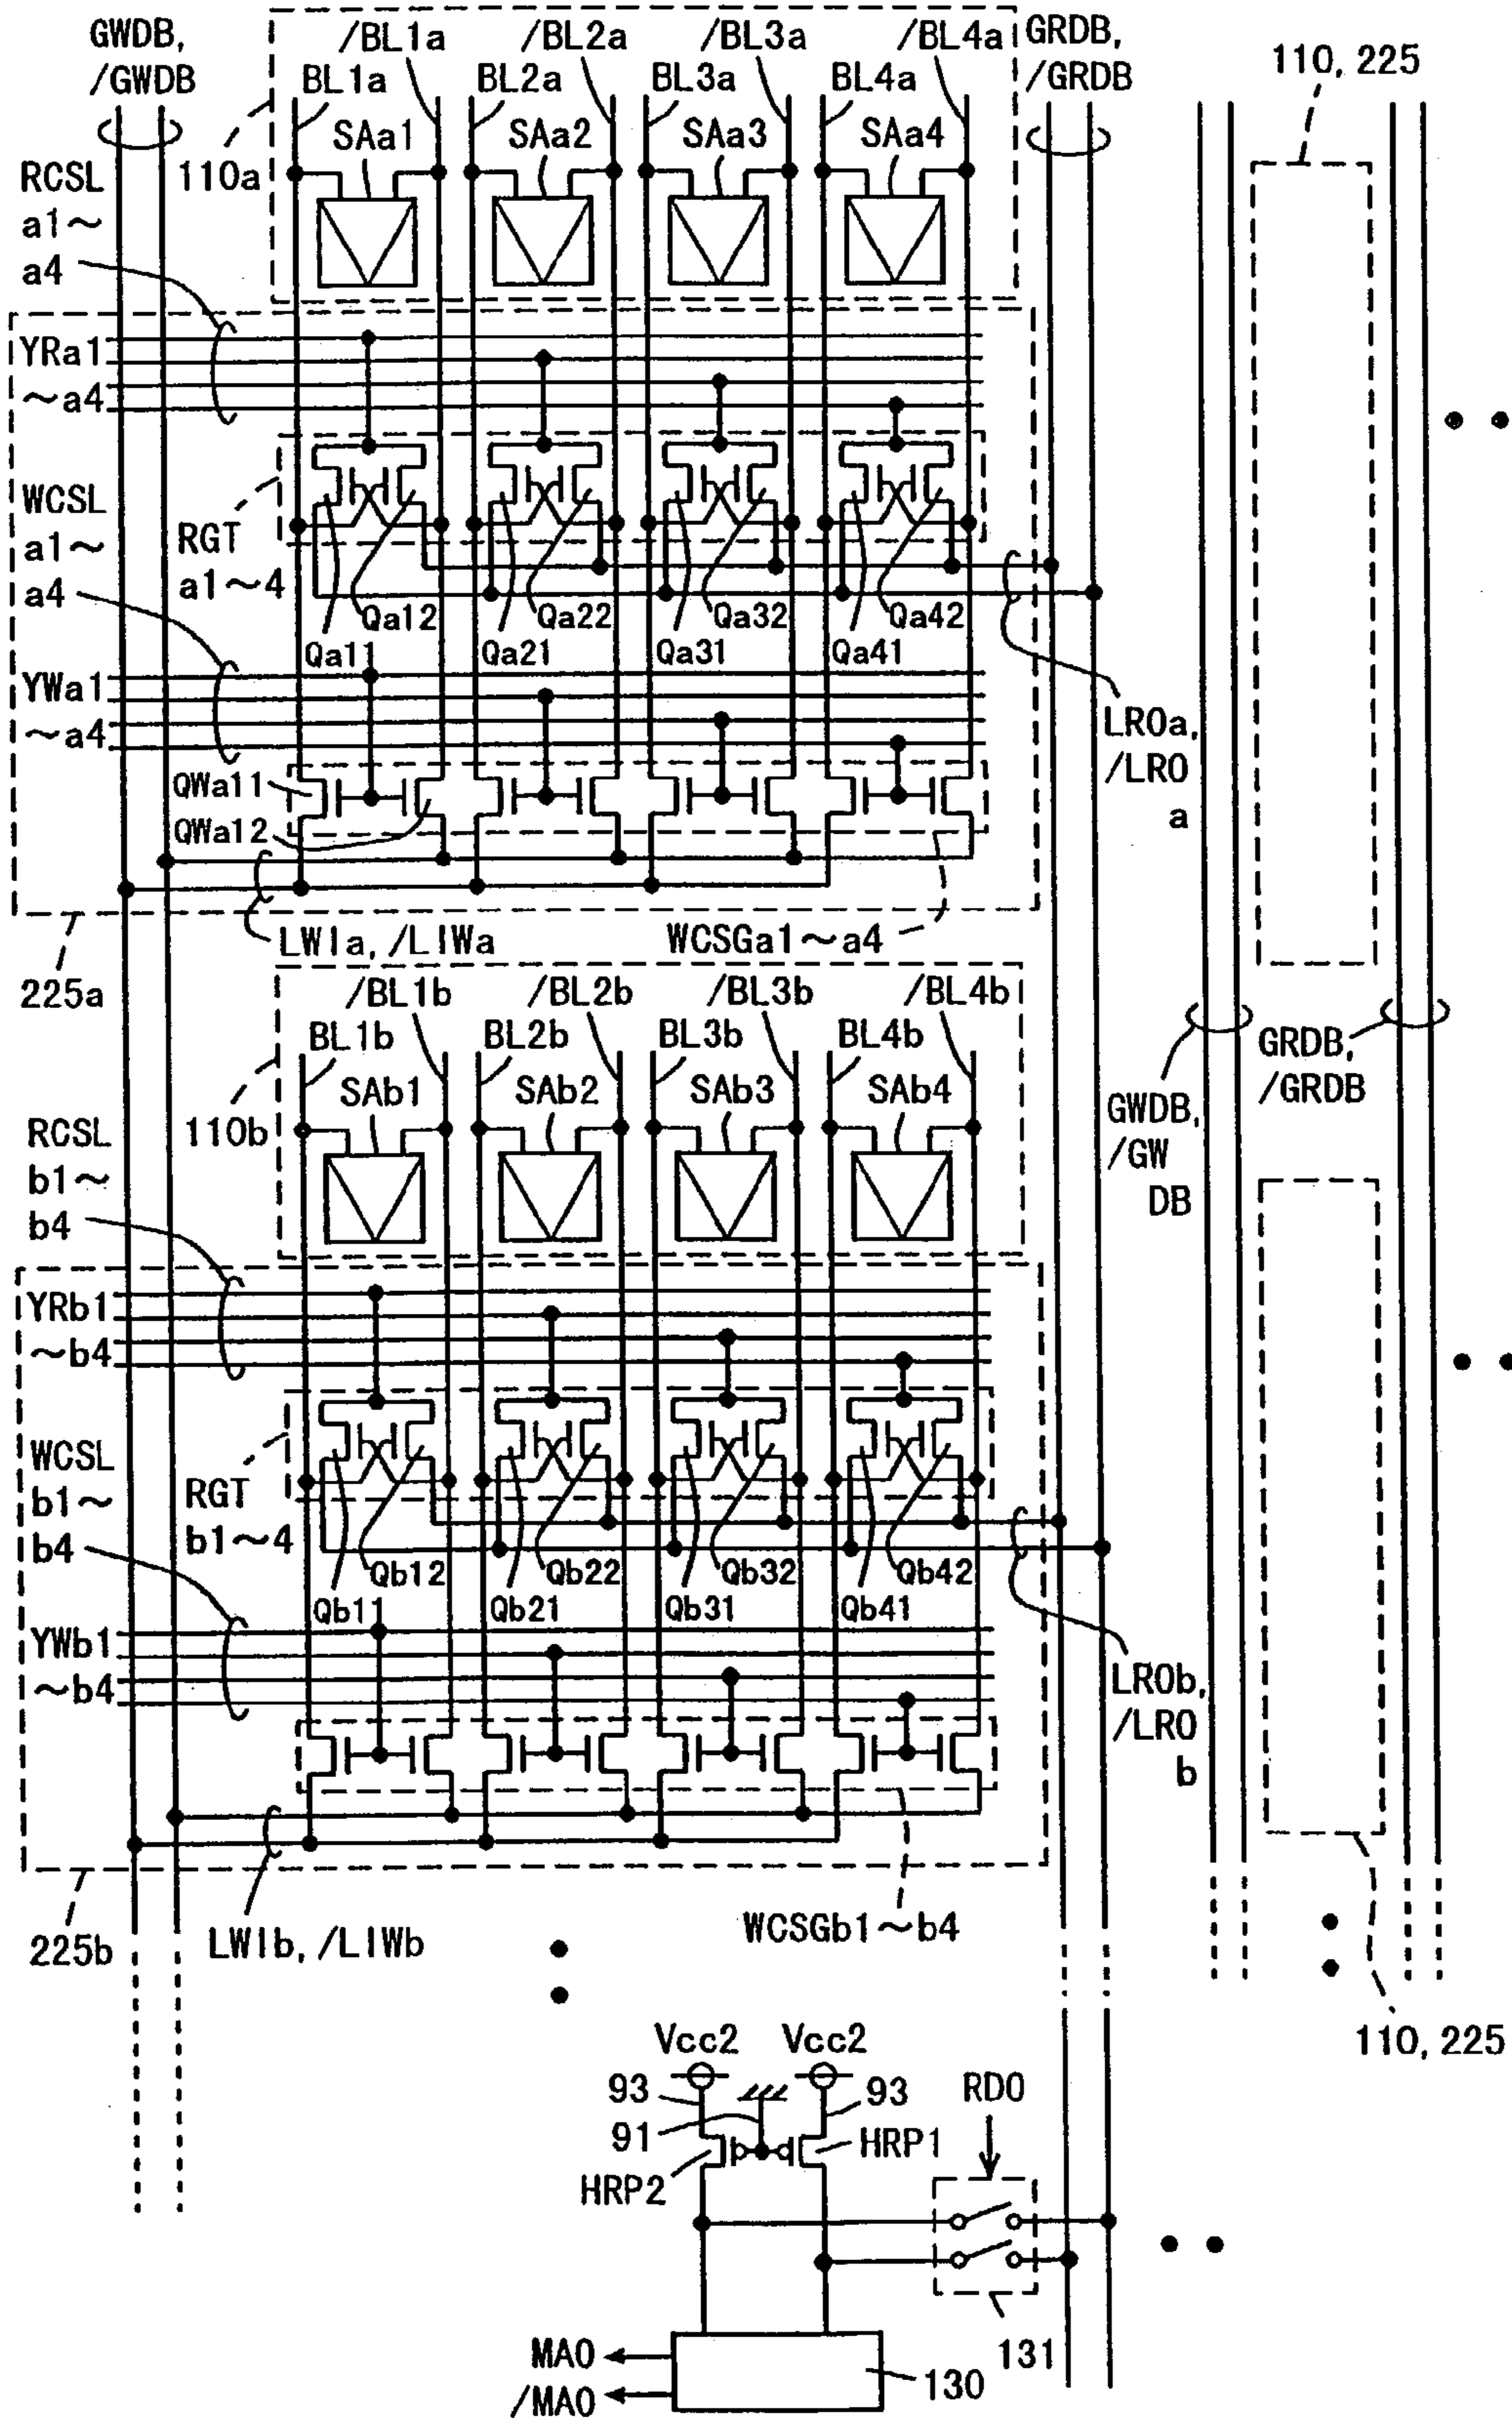 GWDB,
/GWDB
/BL1a
/BL2a
/BL3a
/BL4a
GRDB,
/GRDB
110, 225
BL1a
BL2a
BL3a
BL4a
SAa1
SAa2
SAa3
SAa4
110a
RCSL
a1~
a4
YRa1
~a4
WCSL
a1~
a4
RGT
a1~4
Qa12
Qa22
Qa32
Qa42
Qa11
Qa21
Qa31
Qa41
YWa1
~a4
LROa,
/LRO
a
QWa11
QWa12
LWIa, /LIWa
WCSGa1~a4
225a
/BL1b
/BL2b
/BL3b
/BL4b
BL1b
BL2b
BL3b
BL4b
SAb1
SAb2
SAb3
SAb4
110b
GRDB,
/GRDB
GWDB,
/GW
DB
RCSL
b1~
b4
YRb1
~b4
WCSL
b1~
b4
RGT
b1~4
Qb12
Qb22
Qb32
Qb42
Qb11
Qb21
Qb31
Qb41
YWb1
~b4
LROb,
/LRO
b
225b
LWIb, /LIWb
WCSGb1~b4
110, 225
Vcc2
Vcc2
93
93
91
RDO
HRP1
HRP2
131
MAO
/MAO
130